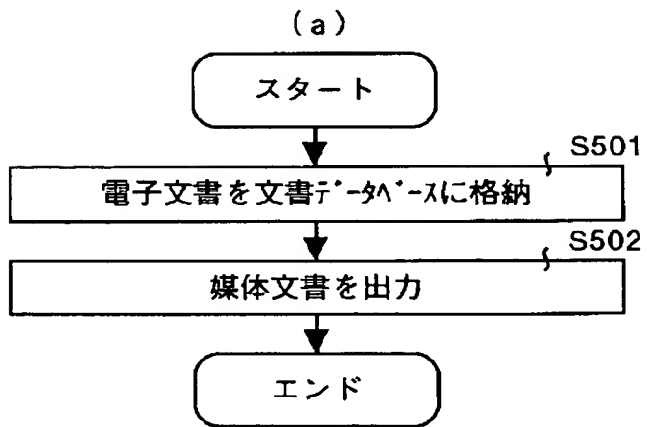 (a)
スタート
S501
電子文書を文書ﾃﾞｰﾀﾍﾞｰｽに格納
S502
媒体文書を出力
エンド